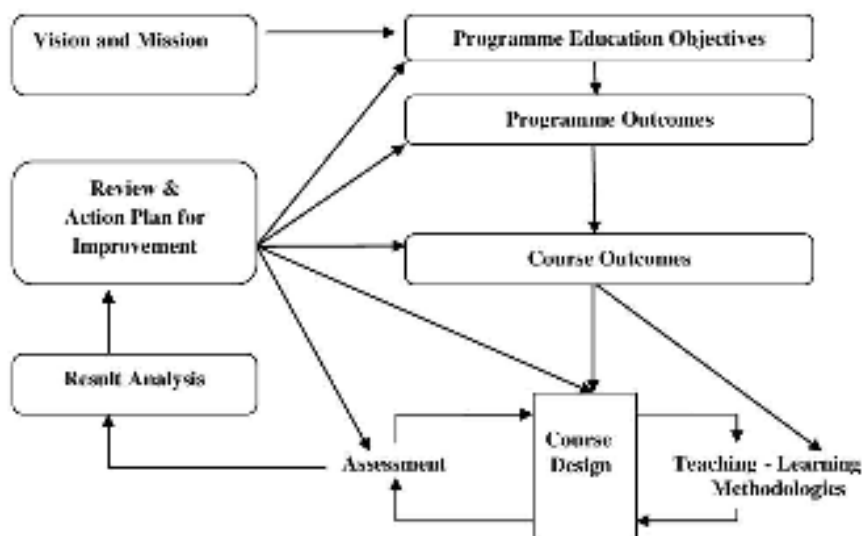 Vision and Mission
Programme Education Objectives
Programme Outcomes
Review &
Action Plan for
Improvement
Course Outcomes
Result Analysis
Assessment
Course
Design
Teaching - Learning
Methodologies